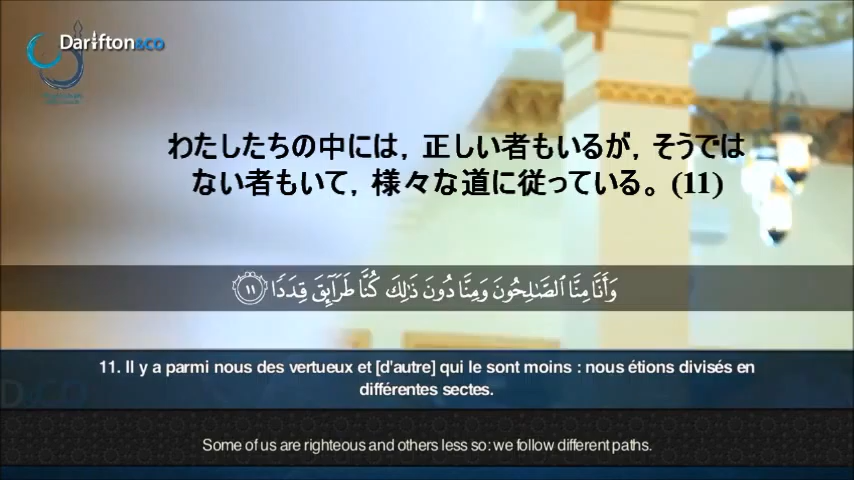 Darifton&co
わたしたちの中には，正しい者もいるが，そうでは
ない者もいて，様々な道に従っている。(11)
وَأَنَّا مِنَّا ٱلصَّـٰلِحُونَ وَمِنَّا دُونَ ذَٰلِكَ كُنَّا طَرَآئِقَ قِدَدًا ١١
11. Il y a parmi nous des vertueux et [d'autre] qui le sont moins : nous étions divisés en
différentes sectes.
Some of us are righteous and others less so: we follow different paths.